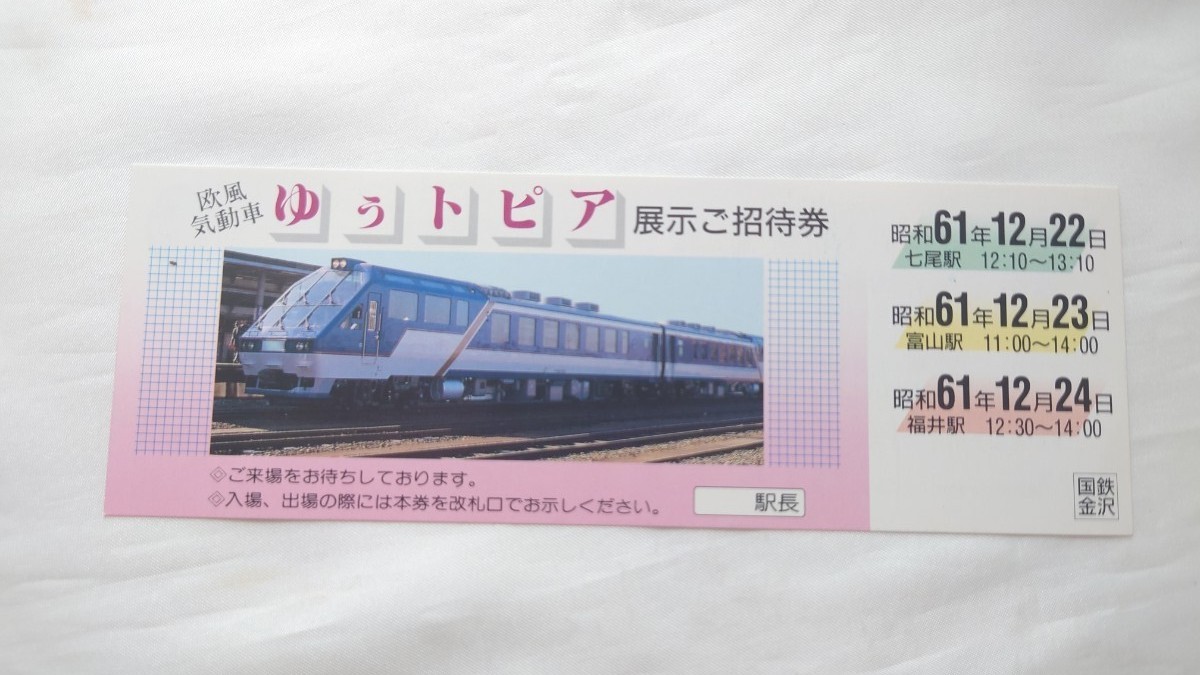 欧風
気動車
ゆぅトピア
展示ご招待券
◇ご来場をお待ちしております。
◇入場、出場の際には本券を改札口でお示しください。
駅長
昭和61年12月22日
七尾駅 12:10〜13:10
昭和61年12月23日
富山駅 11:00〜14:00
昭和61年12月24日
福井駅 12:30〜14:00
国鉄
金沢